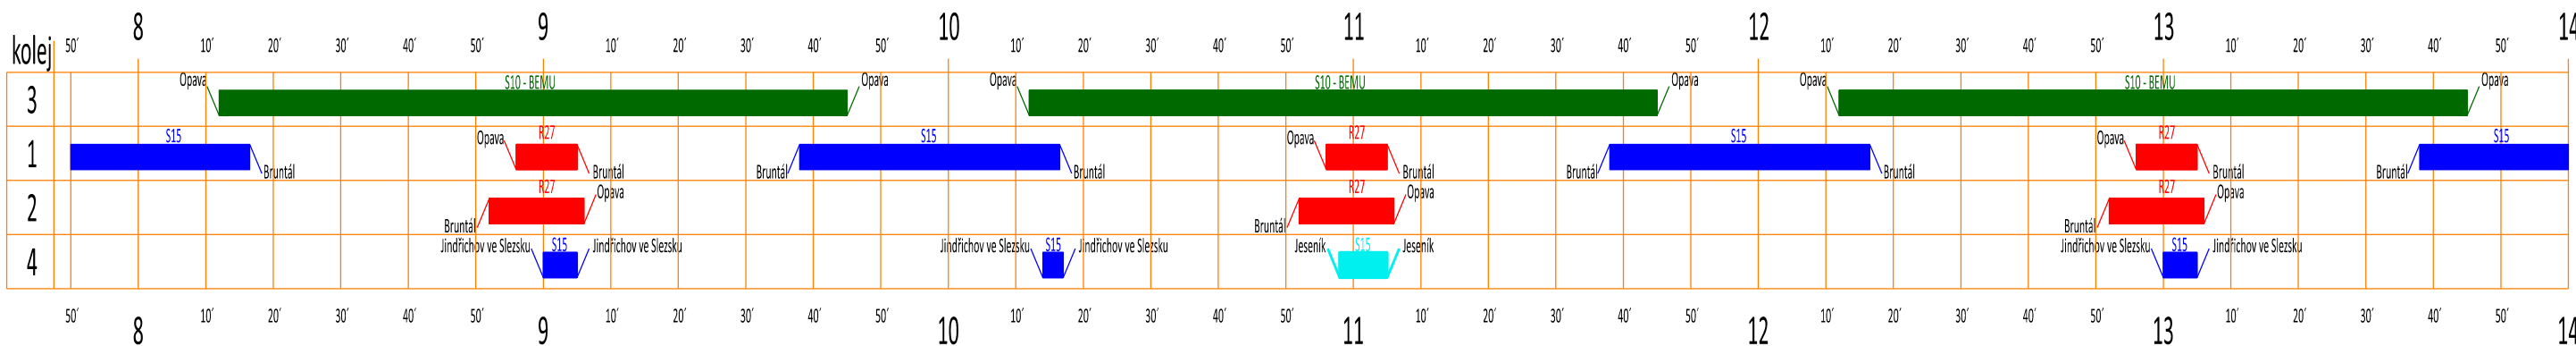 8 9 10 11 12 13 14
kolej 50´ 10´ 20´ 30´ 40´ 50´ 10´ 20´ 30´ 40´ 50´ 10´ 20´ 30´ 40´ 50´ 10´ 20´ 30´ 40´ 50´ 10´ 20´ 30´ 40´ 50´ 10´ 20´ 30´ 40´ 50´
Opava S10 - BEMU Opava Opava S10 - BEMU Opava Opava S10 - BEMU Opava
3
S15 Opava R27 S15 Opava R27 S15 Opava R27 S15
1
Bruntál Bruntál Bruntál Bruntál Bruntál Bruntál Bruntál Bruntál Bruntál
R27 Opava R27 Opava R27 Opava
2
Bruntál Bruntál Bruntál
Jindřichov ve Slezsku S15 Jindřichov ve Slezsku Jindřichov ve Slezsku S15 Jindřichov ve Slezsku Jeseník S15 Jeseník Jindřichov ve Slezsku S15 Jindřichov ve Slezsku
4
50´ 10´ 20´ 30´ 40´ 50´ 10´ 20´ 30´ 40´ 50´ 10´ 20´ 30´ 40´ 50´ 10´ 20´ 30´ 40´ 50´ 10´ 20´ 30´ 40´ 50´ 10´ 20´ 30´ 40´ 50´
8 9 10 11 12 13 14